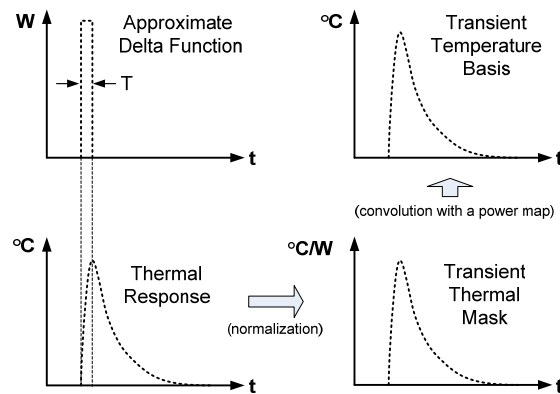 W
Approximate
Delta Function
T
t
°C
Transient
Temperature
Basis
t
(convolution with a power map)
°C
Thermal
Response
t
(normalization)
°C/W
Transient
Thermal
Mask
t